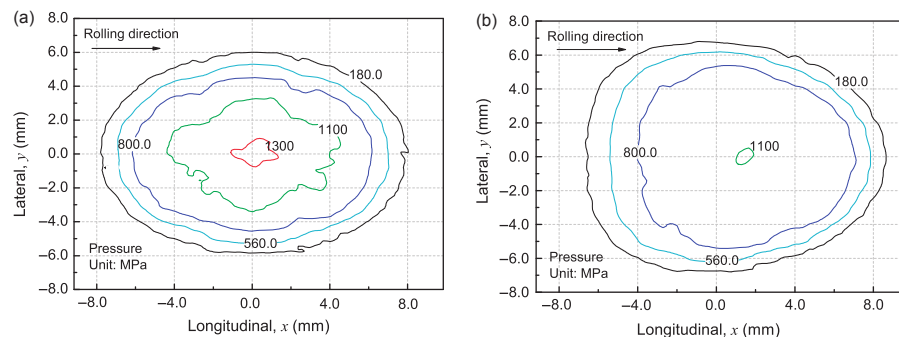 (a)
8.0
6.0
4.0
2.0
0.0
−2.0
−4.0
−6.0
8.0
Lateral, y (mm)
Rolling direction
180.0
1100
1300
800.0
560.0
Pressure
Unit: MPa
−8.0 −4.0 0.0 4.0 8.0
Longitudinal, x (mm)
(b)
8.0
6.0
4.0
2.0
0.0
−2.0
−4.0
−6.0
−8.0
Lateral, y (mm)
Rolling direction
180.0
1100
800.0
560.0
Pressure
Unit: MPa
−8.0 −4.0 0.0 4.0 8.0
Longitudinal, x (mm)